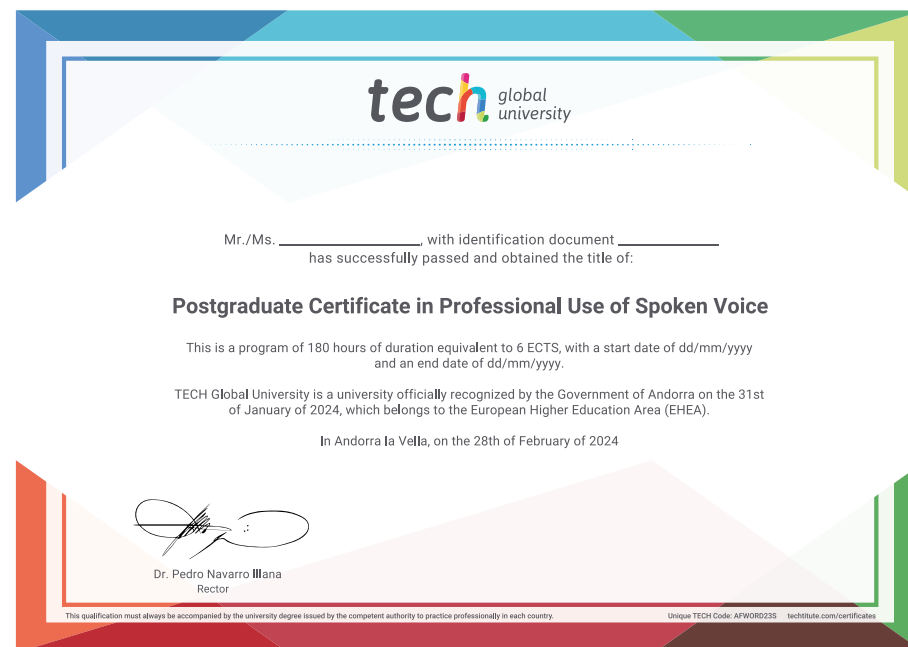 tech global university
Mr./Ms. ____________________, with identification document ______________
has successfully passed and obtained the title of:
Postgraduate Certificate in Professional Use of Spoken Voice
This is a program of 180 hours of duration equivalent to 6 ECTS, with a start date of dd/mm/yyyy
and an end date of dd/mm/yyyy.
TECH Global University is a university officially recognized by the Government of Andorra on the 31st
of January of 2024, which belongs to the European Higher Education Area (EHEA).
In Andorra la Vella, on the 28th of February of 2024
Dr. Pedro Navarro Illana
Rector
This qualification must always be accompanied by the university degree issued by the competent authority to practice professionally in each country.
Unique TECH Code: AFWORD23S techtitute.com/certificates